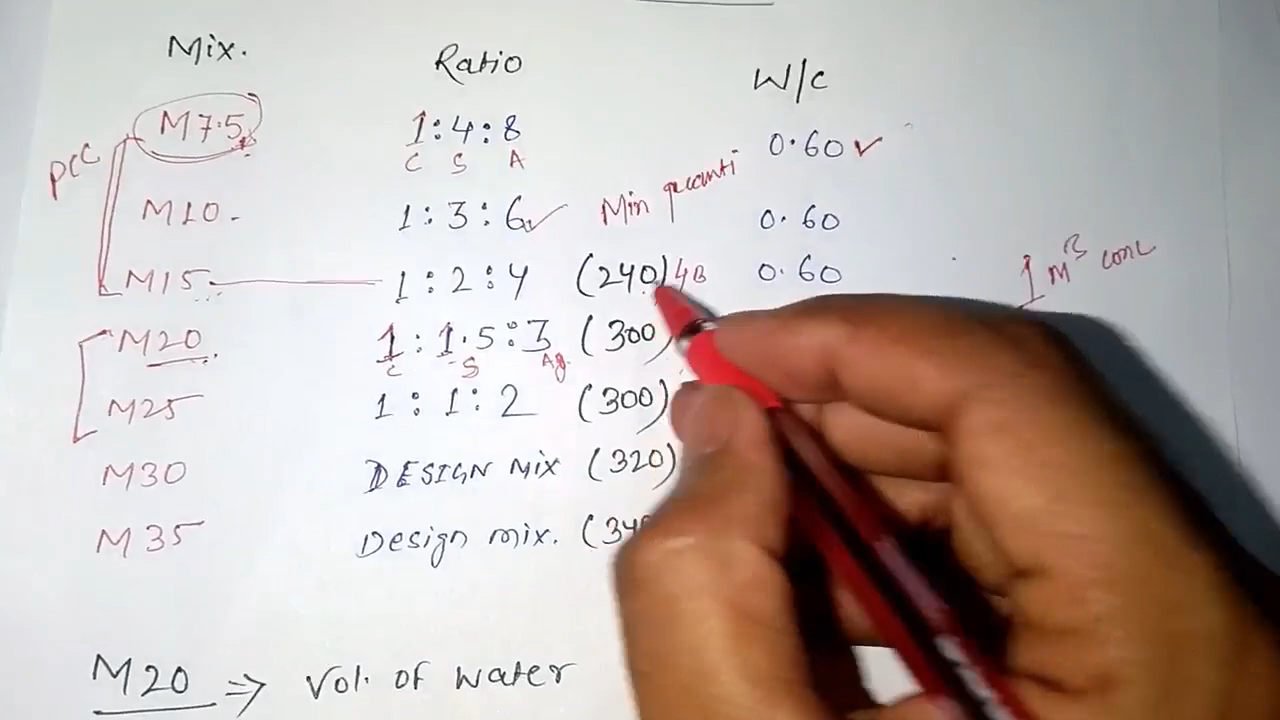 Mix. Ratio W/C
M7.5 1:4:8 0.60 ✓
PCC C S A
M10. 1:3:6 ✓ Min quanti 0.60
M15 1:2:4 (240) 0.60 1 m³ conc
M20 1:1.5:3 (300)
C S Ag.
M25 1:1:2 (300)
M30 DESIGN MIX (320)
M35 Design mix.
M20 ⇒ Vol. of water